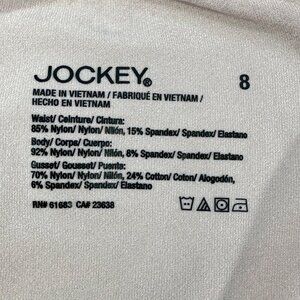 JOCKEY® 8
MADE IN VIETNAM / FABRIQUÉ EN VIETNAM /
HECHO EN VIETNAM
Waist/ Ceinture/ Cintura:
85% Nylon/ Nylon/ Nilón, 15% Spandex/ Spandex/ Elastano
Body/ Corps/ Cuerpo:
92% Nylon/ Nylon/ Nilón, 8% Spandex/ Spandex/ Elastano
Gusset/ Gousset/ Puenta:
70% Nylon/ Nylon/ Nilón, 24% Cotton/ Coton/ Alogodón,
6% Spandex/ Spandex/ Elastano
RN# 61683 CA# 23638